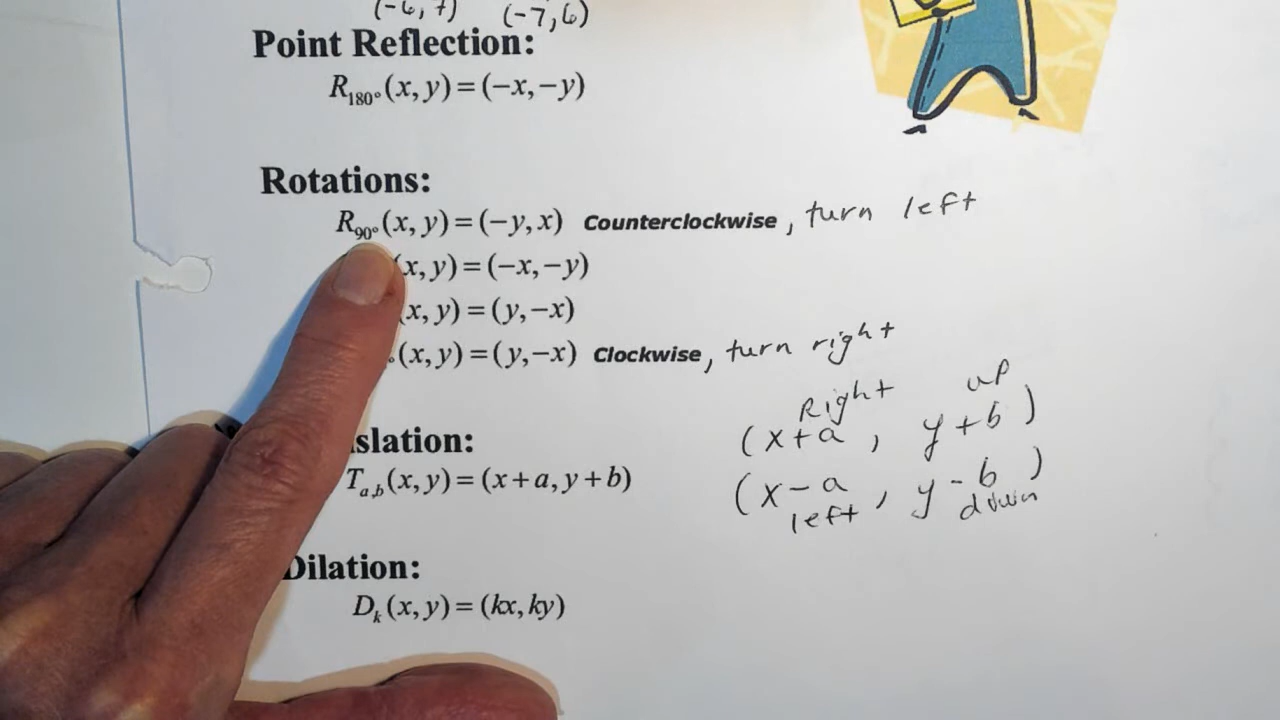 (-6, 7) (-7, 6)
Point Reflection:
R180°(x, y) = (−x, −y)
Rotations:
R90°(x, y) = (−y, x) Counterclockwise, turn left
x, y) = (−x, −y)
(x, y) = (y, −x)
°(x, y) = (y, −x) Clockwise, turn right
Right up
(x+a, y+b)
slation:
Ta,b(x, y) = (x + a, y + b)
(x-a, y-b)
left down
Dilation:
Dk(x, y) = (kx, ky)